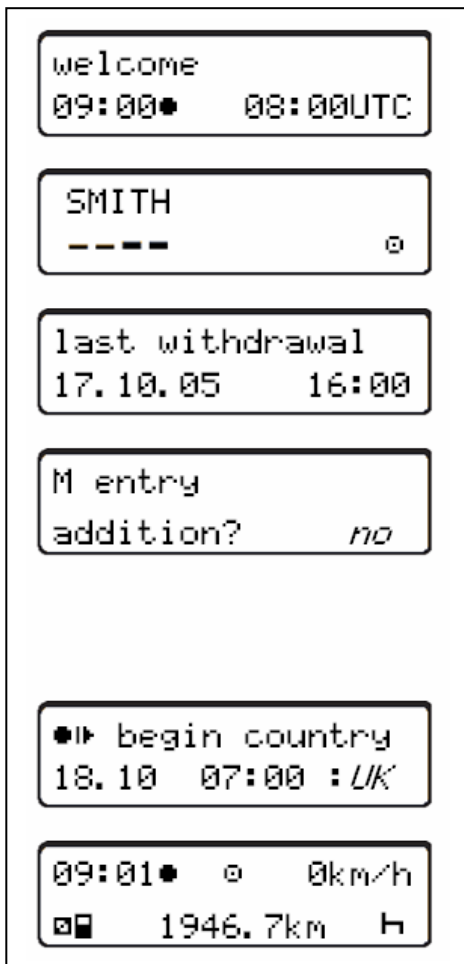 welcome
09:00● 08:00UTC
SMITH
---- ⊙
last withdrawal
17.10.05 16:00
M entry
addition? no
begin country
18.10 07:00 :UK
09:01● ⊙ 0km/h
1946.7km